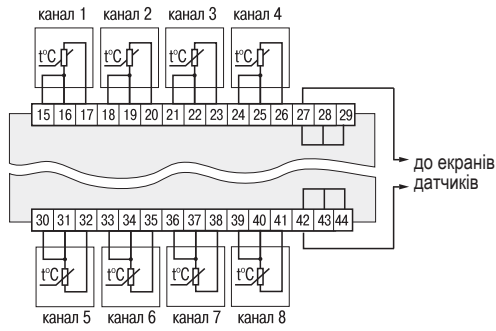 канал 1 канал 2 канал 3 канал 4
t°C t°C t°C t°C
15 16 17 18 19 20 21 22 23 24 25 26 27 28 29
до екранів
датчиків
30 31 32 33 34 35 36 37 38 39 40 41 42 43 44
t°C t°C t°C t°C
канал 5 канал 6 канал 7 канал 8